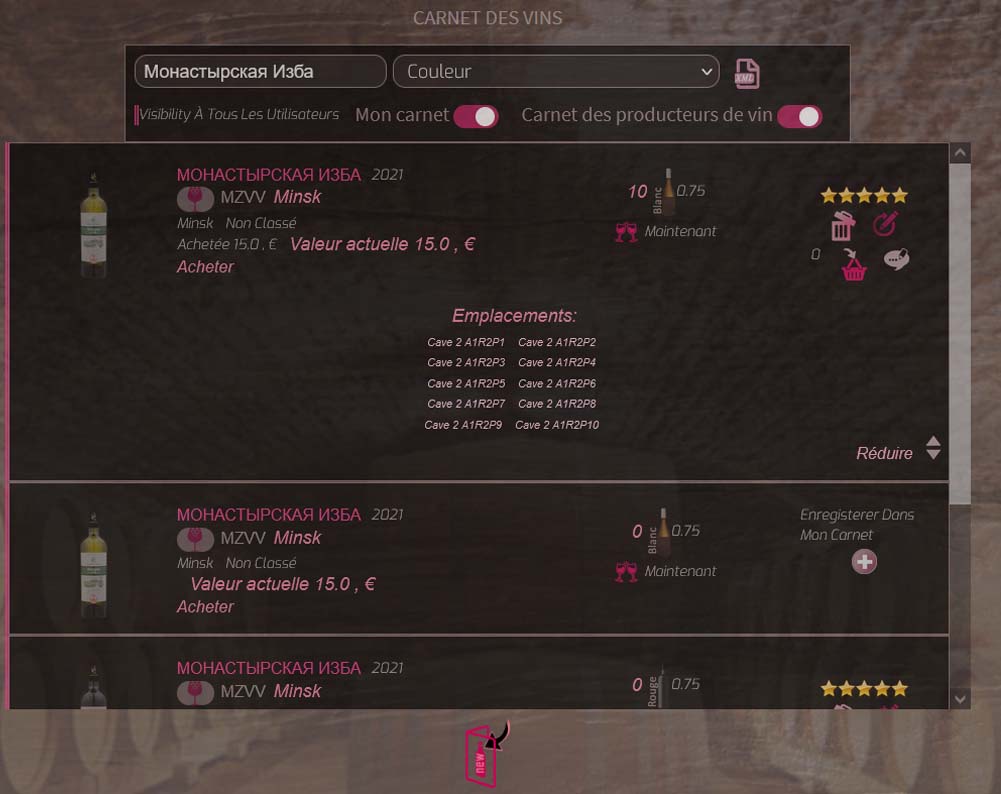 CARNET DES VINS
Монастырская Изба
Couleur
XML
Visibility À Tous Les Utilisateurs
Mon carnet
Carnet des producteurs de vin
МОНАСТЫРСКАЯ ИЗБА 2021
MZVV Minsk
Minsk Non Classé
Achetée 15.0 , € Valeur actuelle 15.0 , €
Acheter
10 Blanc 0.75
Maintenant
0
Emplacements:
Cave 2 A1R2P1 Cave 2 A1R2P2
Cave 2 A1R2P3 Cave 2 A1R2P4
Cave 2 A1R2P5 Cave 2 A1R2P6
Cave 2 A1R2P7 Cave 2 A1R2P8
Cave 2 A1R2P9 Cave 2 A1R2P10
Réduire
МОНАСТЫРСКАЯ ИЗБА 2021
MZVV Minsk
Minsk Non Classé
Valeur actuelle 15.0 , €
Acheter
0 Blanc 0.75
Maintenant
Enregisterer Dans
Mon Carnet
МОНАСТЫРСКАЯ ИЗБА 2021
MZVV Minsk
0 Rouge 0.75
new